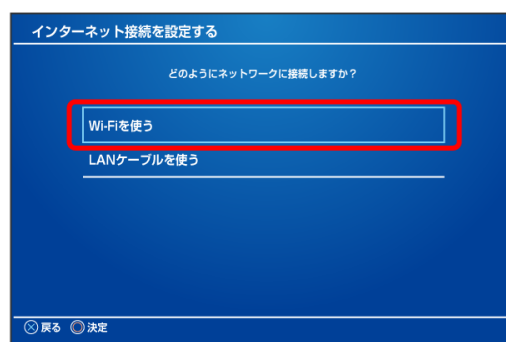 インターネット接続を設定する
どのようにネットワークに接続しますか？
Wi-Fiを使う
LANケーブルを使う
戻る 決定